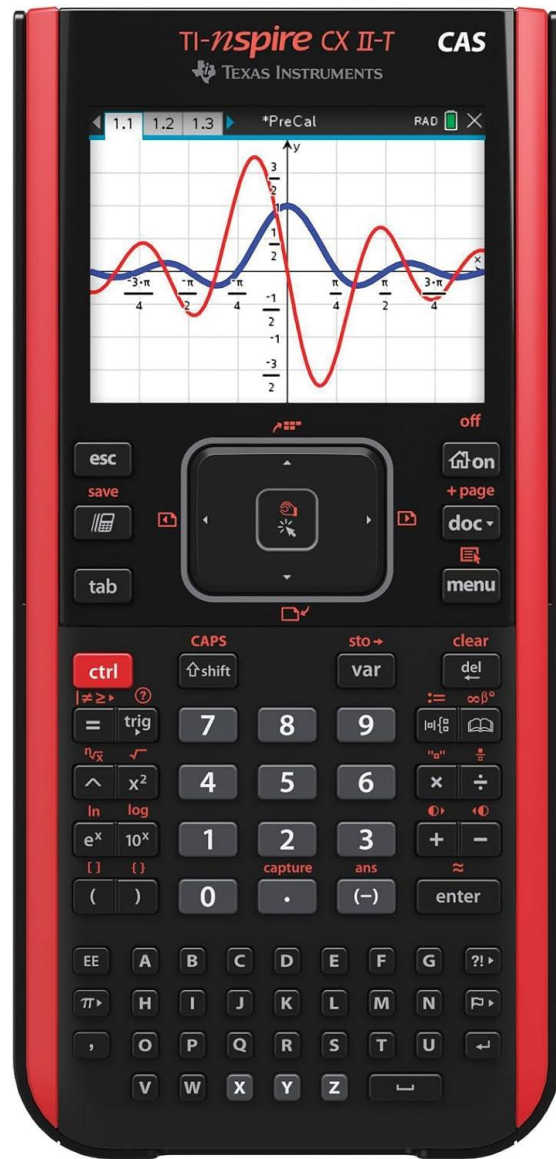 TI-nspire CX II-T CAS
TEXAS INSTRUMENTS
1.1 1.2 1.3 *PreCal RAD
y
3
2
1
1
2
x
-3·π
4
-π
2
-π
4
π
4
π
2
3·π
4
-1
2
-1
-3
2
off
esc on
save +page
doc
tab menu
CAPS sto→ clear
ctrl shift var del
|≠≥▸ ? := ∞β°
= trig 7 8 9
ⁿ√x √ "▫"
^ x² 4 5 6 × ÷
ln log
eˣ 10ˣ 1 2 3 + −
[ ] { } capture ans ≈
( ) 0 . (−) enter
EE A B C D E F G ?!▸
π▸ H I J K L M N
, O P Q R S T U ↵
V W X Y Z